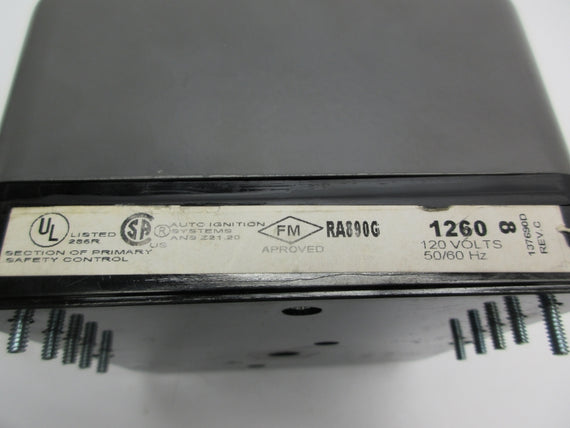 UL LISTED 286R
SECTION OF PRIMARY
SAFETY CONTROL
SA ® US
AUTO IGNITION
SYSTEMS
ANS Z21.20
FM
APPROVED
RA890G
1260 8
120 VOLTS
50/60 Hz
137690D
REV.C